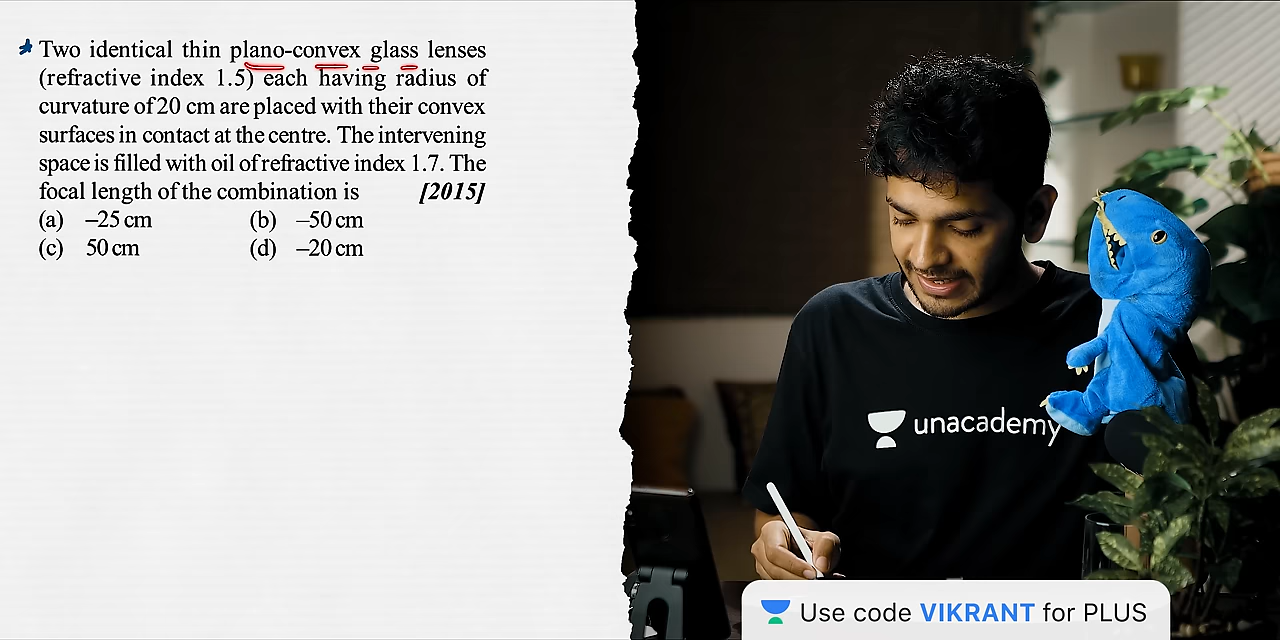 Two identical thin plano-convex glass lenses
(refractive index 1.5) each having radius of
curvature of 20 cm are placed with their convex
surfaces in contact at the centre. The intervening
space is filled with oil of refractive index 1.7. The
focal length of the combination is [2015]
(a) –25 cm (b) –50 cm
(c) 50 cm (d) –20 cm
unacademy
Use code VIKRANT for PLUS